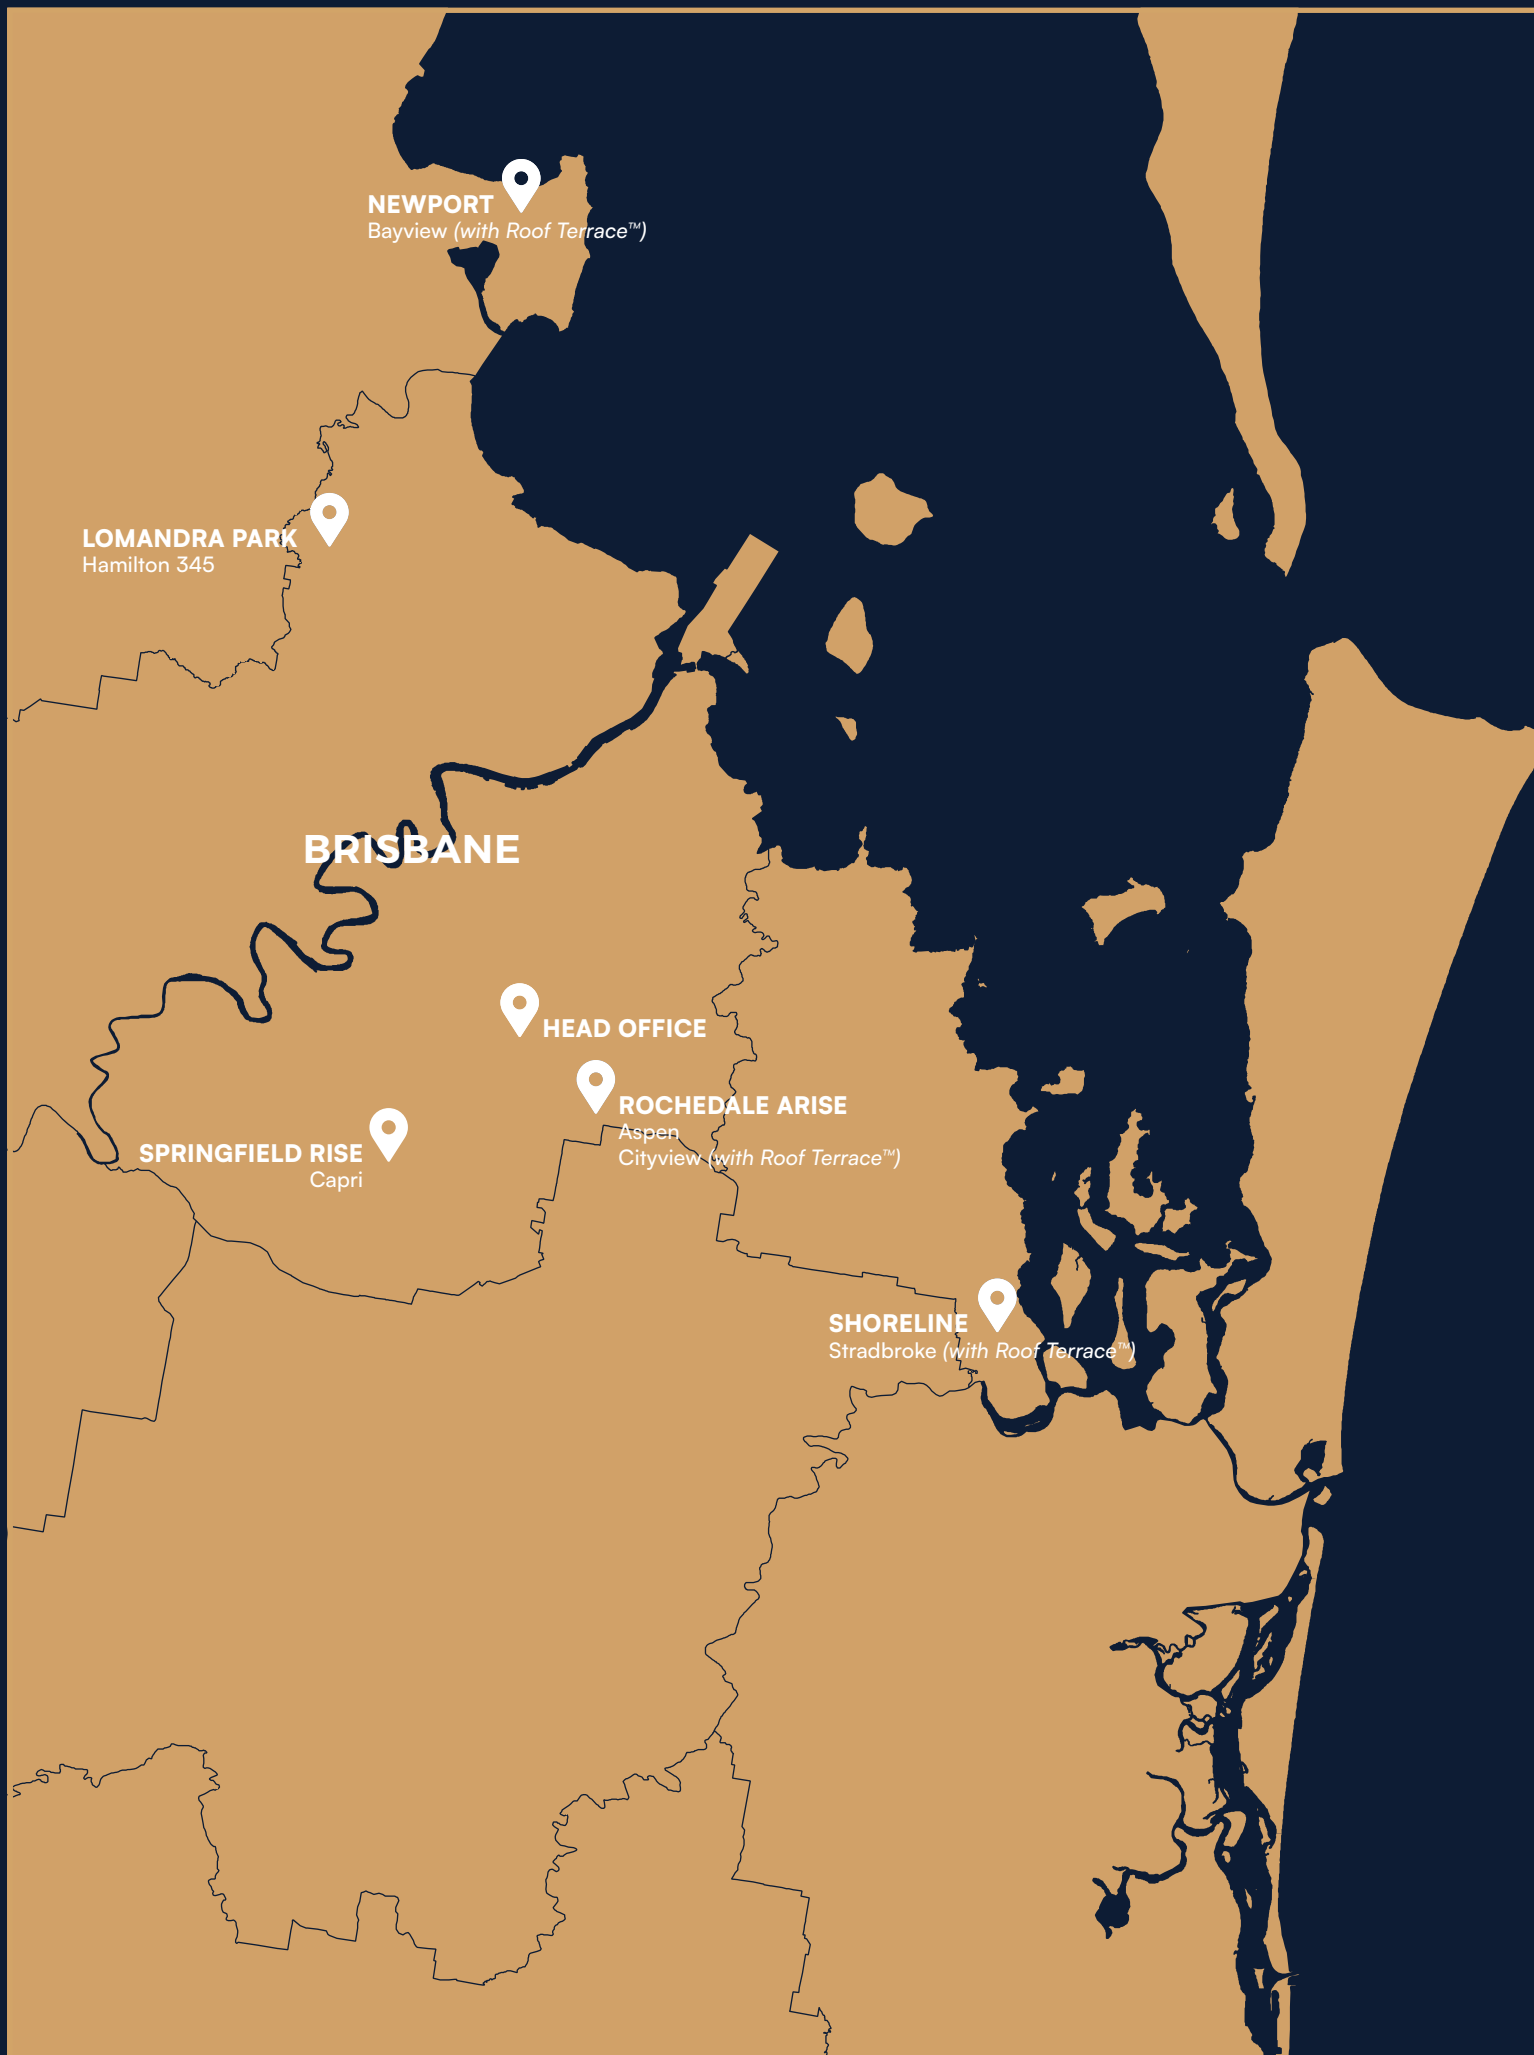 NEWPORT
Bayview (with Roof Terrace™)
LOMANDRA PARK
Hamilton 345
BRISBANE
HEAD OFFICE
ROCHEDALE ARISE
Aspen
Cityview (with Roof Terrace™)
SPRINGFIELD RISE
Capri
SHORELINE
Stradbroke (with Roof Terrace™)